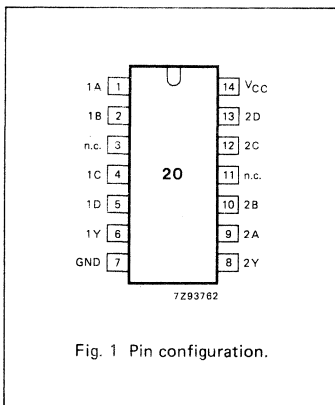 1A 1 14 VCC
1B 2 13 2D
n.c. 3 12 2C
1C 4 20 11 n.c.
1D 5 10 2B
1Y 6 9 2A
GND 7 8 2Y
7Z93762
Fig. 1 Pin configuration.